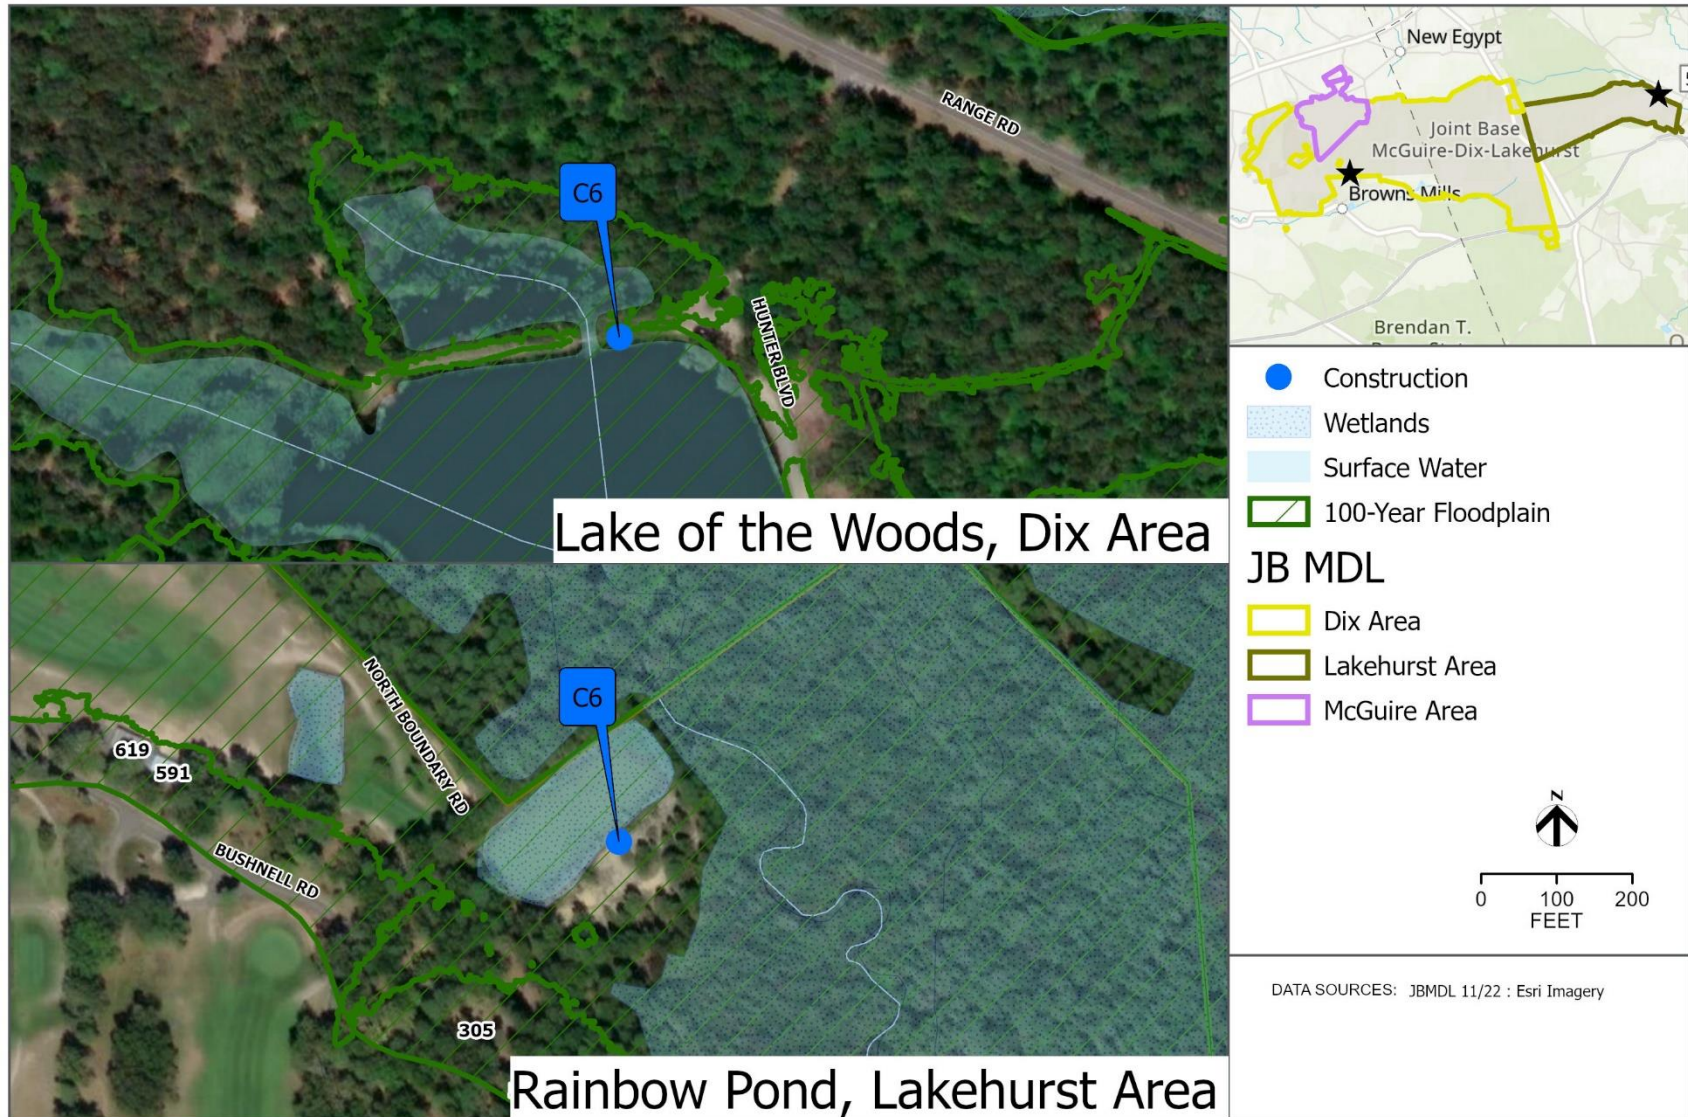 RANGE RD
C6
HUNTER BLVD
Lake of the Woods, Dix Area
NORTH BOUNDARY RD
C6
619
591
BUSHNELL RD
305
Rainbow Pond, Lakehurst Area
New Egypt
5
Joint Base
McGuire-Dix-Lakehurst
Browns Mills
Brendan T.
Construction
Wetlands
Surface Water
100-Year Floodplain
JB MDL
Dix Area
Lakehurst Area
McGuire Area
N
0 100 200
FEET
DATA SOURCES: JBMDL 11/22 : Esri Imagery